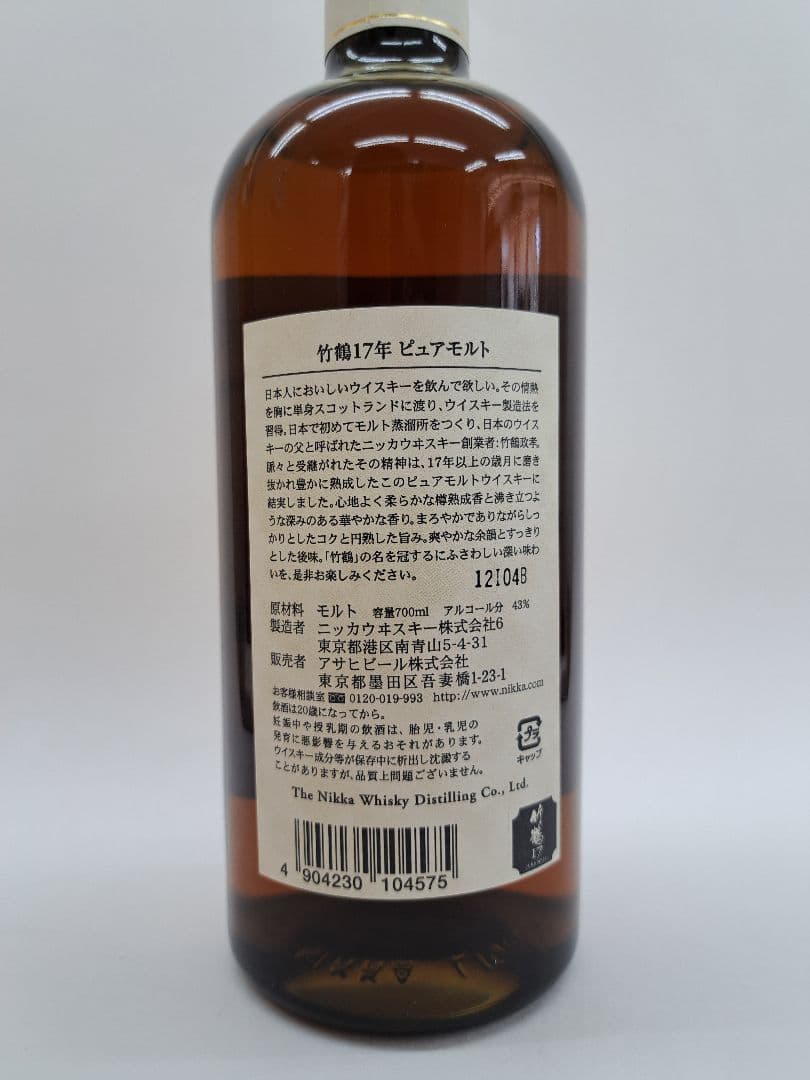 竹鶴17年 ピュアモルト
日本人においしいウイスキーを飲んで欲しい。その情熱
を胸に単身スコットランドに渡り、ウイスキー製造法を
習得。日本で初めてモルト蒸溜所をつくり、日本のウイス
キーの父と呼ばれたニッカウヰスキー創業者:竹鶴政孝。
脈々と受継がれたその精神は、17年以上の歳月に磨き
抜かれ豊かに熟成したこのピュアモルトウイスキーに
結実しました。心地よく柔らかな樽熟成香と沸き立つよ
うな深みのある華やかな香り。まろやかでありながらしっ
かりとしたコクと円熟した旨み。爽やかな余韻とすっきり
とした後味。「竹鶴」の名を冠するにふさわしい深い味わ
いを、是非お楽しみください。
12I04B
原材料 モルト 容量700ml アルコール分 43%
製造者 ニッカウヰスキー株式会社6
東京都港区南青山5-4-31
販売者 アサヒビール株式会社
東京都墨田区吾妻橋1-23-1
お客様相談室 0120-019-993 http://www.nikka.com
飲酒は20歳になってから。
妊娠中や授乳期の飲酒は、胎児・乳児の
発育に悪影響を与えるおそれがあります。
ウイスキー成分等が保存中に析出し沈澱する
ことがありますが、品質上問題ございません。
プラ
キャップ
The Nikka Whisky Distilling Co., Ltd.
竹鶴
17
4 904230 104575